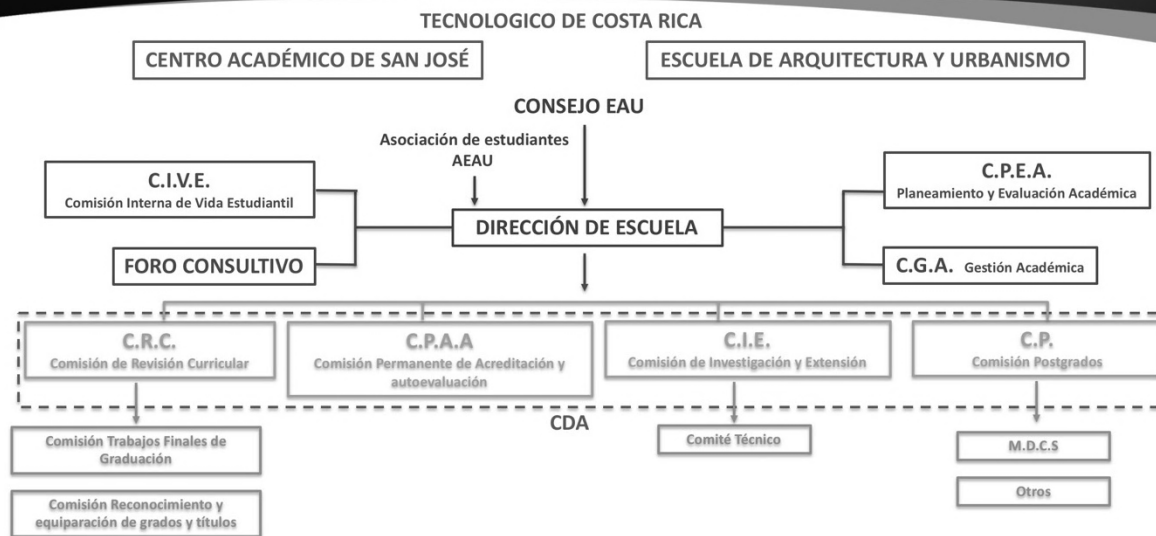 TECNOLOGICO DE COSTA RICA
CENTRO ACADÉMICO DE SAN JOSÉ
ESCUELA DE ARQUITECTURA Y URBANISMO
CONSEJO EAU
Asociación de estudiantes
AEAU
C.I.V.E.
Comisión Interna de Vida Estudiantil
C.P.E.A.
Planeamiento y Evaluación Académica
DIRECCIÓN DE ESCUELA
FORO CONSULTIVO
C.G.A. Gestión Académica
C.R.C.
Comisión de Revisión Curricular
C.P.A.A
Comisión Permanente de Acreditación y
autoevaluación
C.I.E.
Comisión de Investigación y Extensión
C.P.
Comisión Postgrados
CDA
Comisión Trabajos Finales de
Graduación
Comisión Reconocimiento y
equiparación de grados y títulos
Comité Técnico
M.D.C.S
Otros